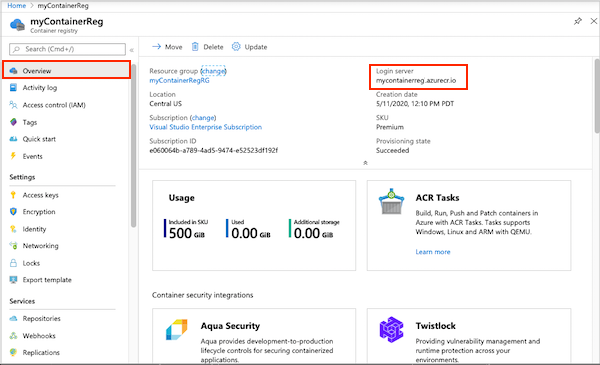 Home > myContainerReg
myContainerReg
Container registry
Search (Cmd+/)
Overview
Activity log
Access control (IAM)
Tags
Quick start
Events
Settings
Access keys
Encryption
Identity
Networking
Locks
Export template
Services
Repositories
Webhooks
Replications
Move Delete Update
Resource group (change)
myContainerRegRG
Location
Central US
Subscription (change)
Visual Studio Enterprise Subscription
Subscription ID
e060064b-a789-4ad5-9474-e52523df192f
Login server
mycontainerreg.azurecr.io
Creation date
5/11/2020, 12:10 PM PDT
SKU
Premium
Provisioning state
Succeeded
Usage
Included in SKU
500 GiB
Used
0.00 GiB
Additional storage
0.00 GiB
ACR Tasks
Build, Run, Push and Patch containers in
Azure with ACR Tasks. Tasks supports
Windows, Linux and ARM with QEMU.
Learn more
Container security integrations
Aqua Security
Aqua provides development-to-production
lifecycle controls for securing containerized
applications.
Twistlock
Providing vulnerability management and
runtime protection across your
environments.